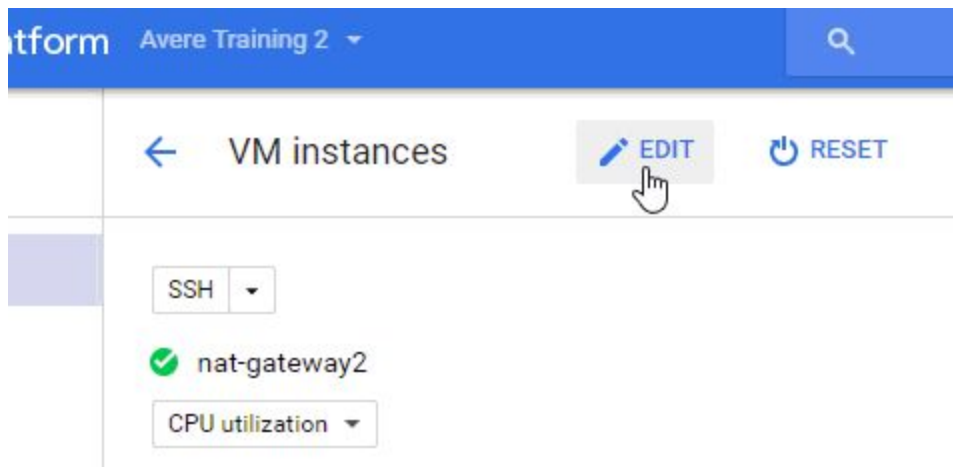 tform Avere Training 2
VM instances EDIT RESET
SSH
nat-gateway2
CPU utilization